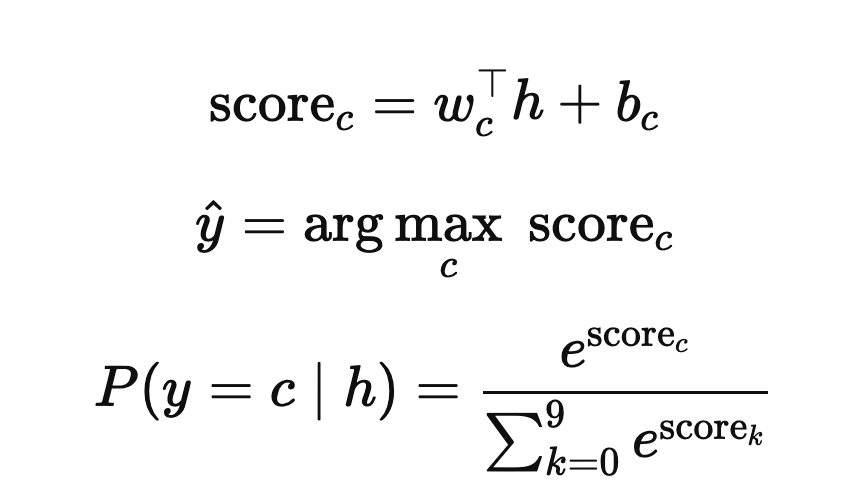 score_c = w_c^⊤ h + b_c
ŷ = arg max_c score_c
P(y = c | h) = e^{score_c} / ∑_{k=0}^{9} e^{score_k}